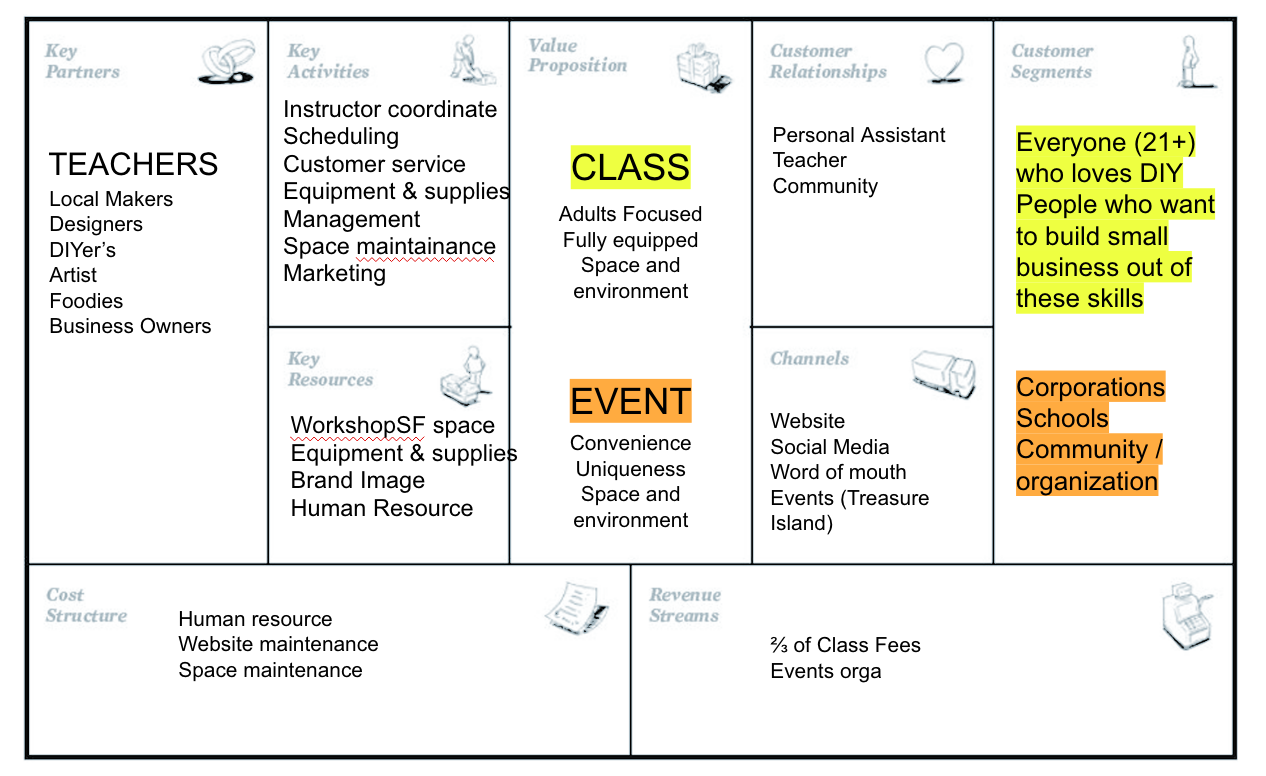 Key
Partners
TEACHERS
Local Makers
Designers
DIYer’s
Artist
Foodies
Business Owners
Key
Activities
Instructor coordinate
Scheduling
Customer service
Equipment & supplies
Management
Space maintainance
Marketing
Key
Resources
WorkshopSF space
Equipment & supplies
Brand Image
Human Resource
Value
Proposition
CLASS
Adults Focused
Fully equipped
Space and
environment
EVENT
Convenience
Uniqueness
Space and
environment
Customer
Relationships
Personal Assistant
Teacher
Community
Channels
Website
Social Media
Word of mouth
Events (Treasure
Island)
Customer
Segments
Everyone (21+)
who loves DIY
People who want
to build small
business out of
these skills
Corporations
Schools
Community /
organization
Cost
Structure
Human resource
Website maintenance
Space maintenance
Revenue
Streams
⅔ of Class Fees
Events orga